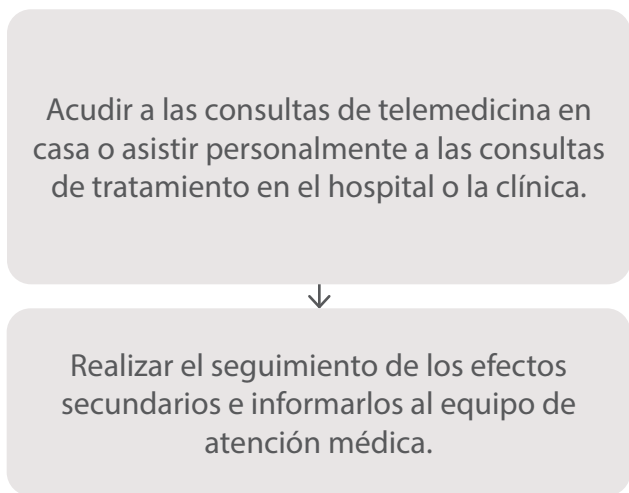 Acudir a las consultas de telemedicina en
casa o asistir personalmente a las consultas
de tratamiento en el hospital o la clínica.
Realizar el seguimiento de los efectos
secundarios e informarlos al equipo de
atención médica.